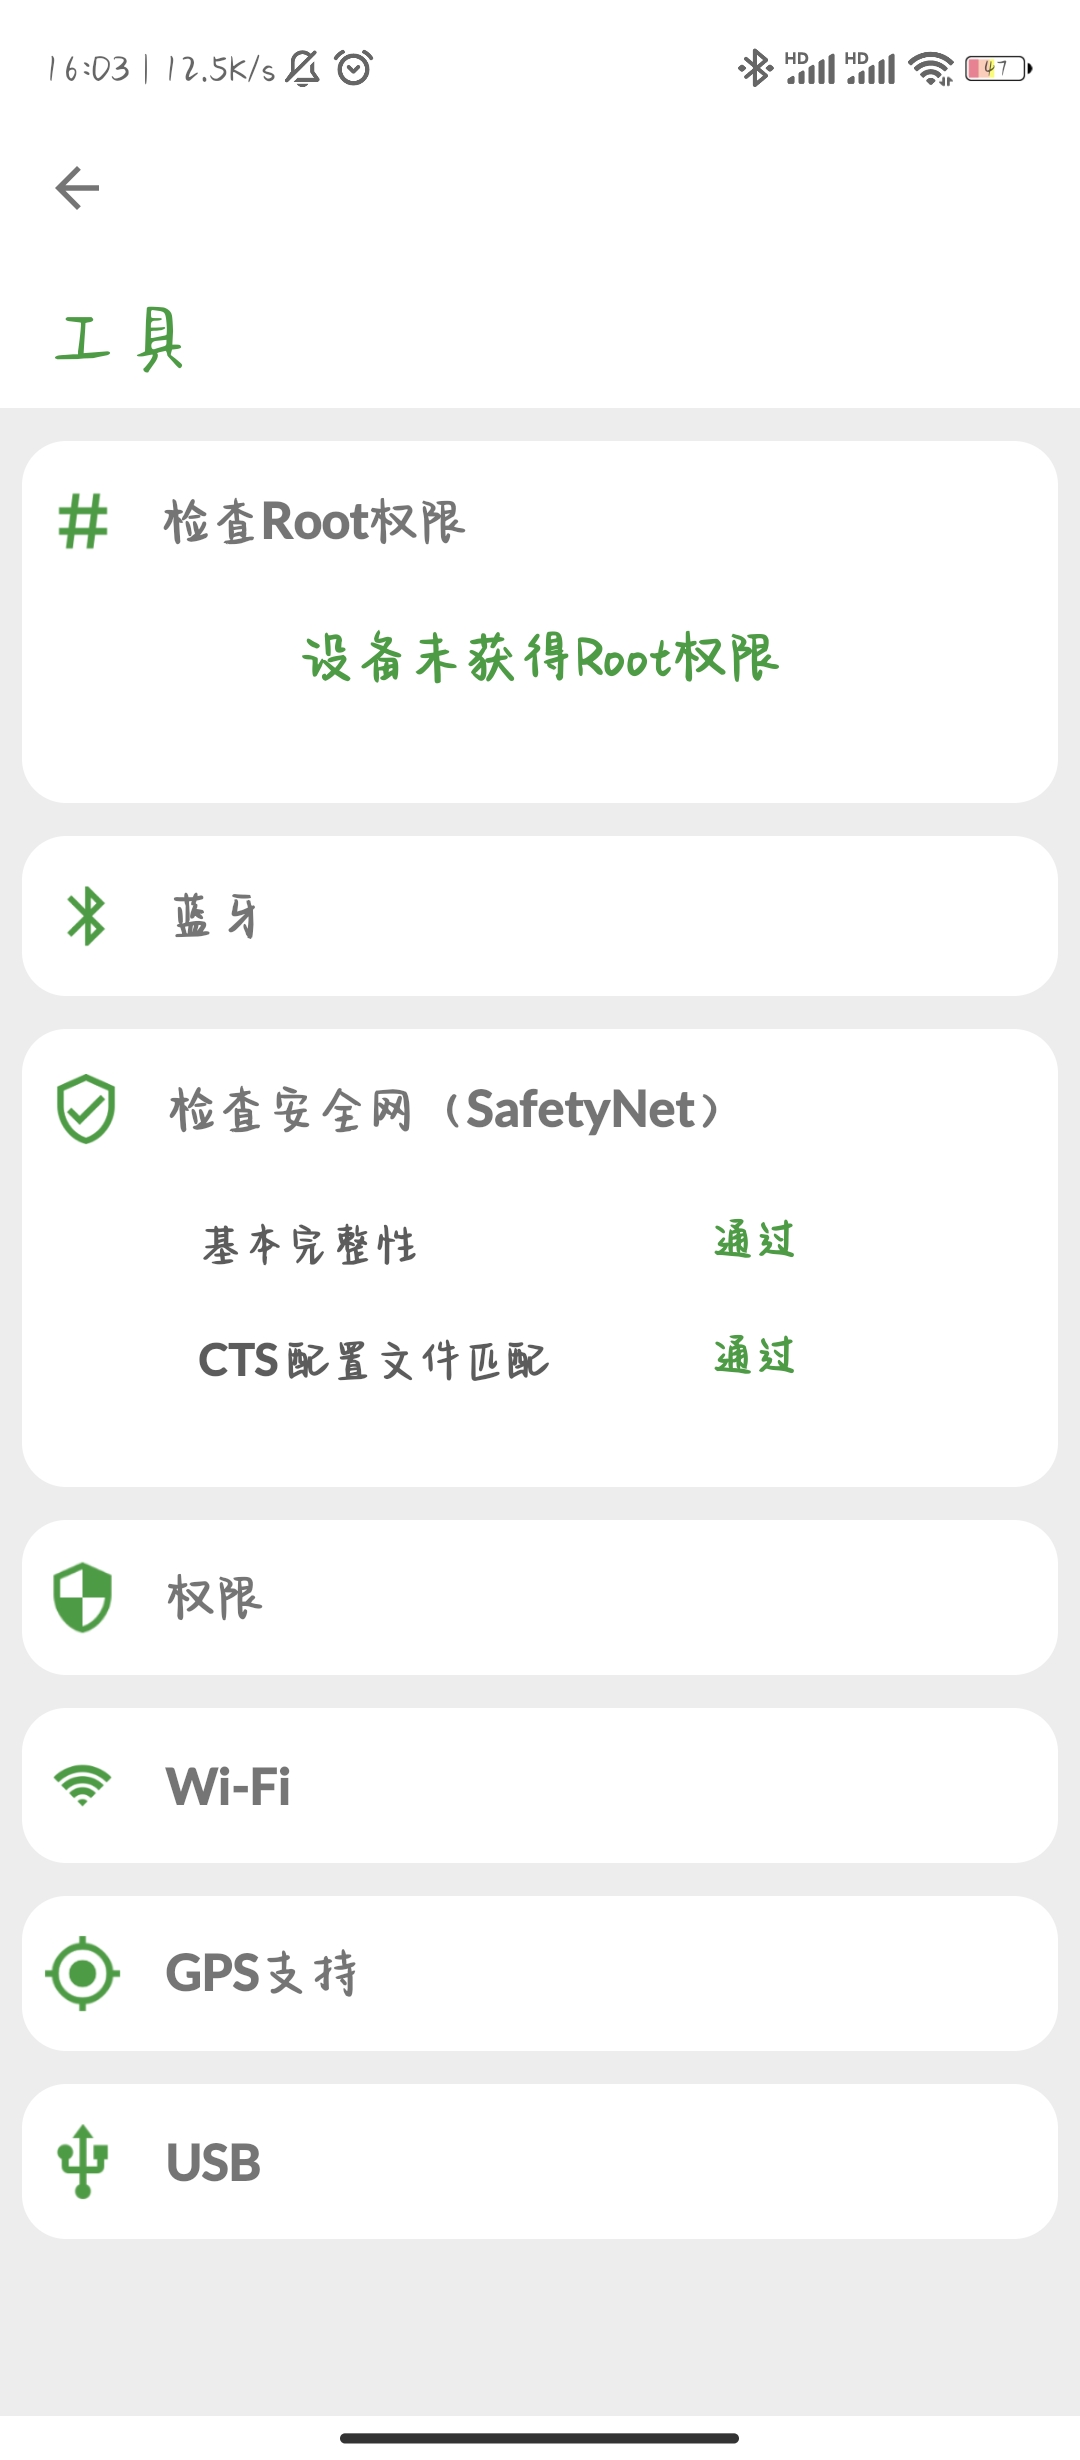 16:03 | 12.5K/s HD HD 47
工具
检查Root权限
设备未获得Root权限
蓝牙
检查安全网（SafetyNet）
基本完整性 通过
CTS配置文件匹配 通过
权限
Wi-Fi
GPS支持
USB